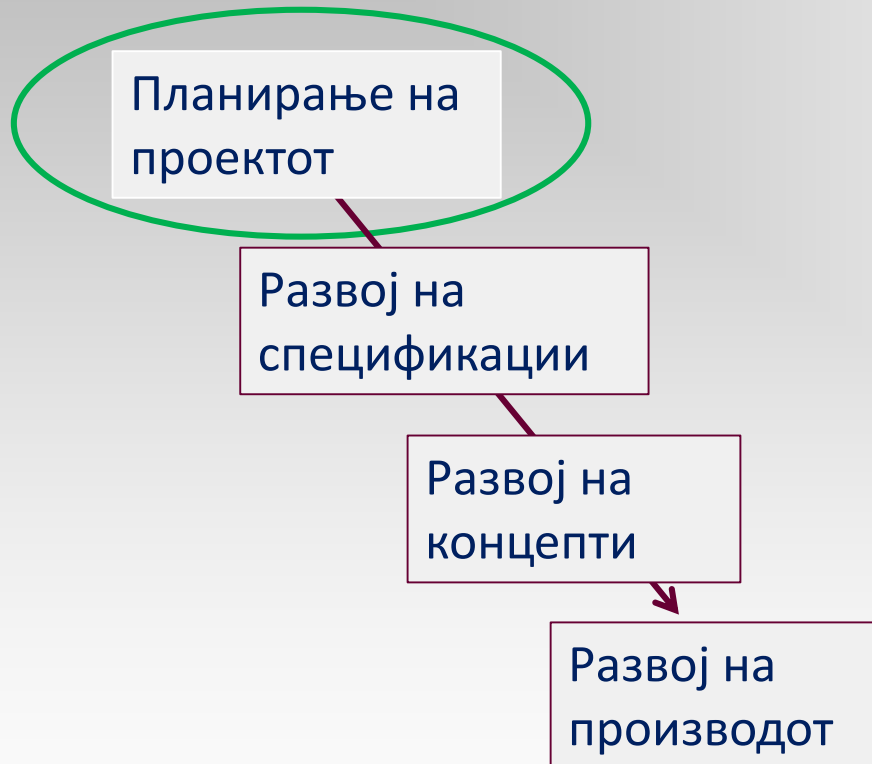 Планирање на
проектот
Развој на
спецификации
Развој на
концепти
Развој на
производот